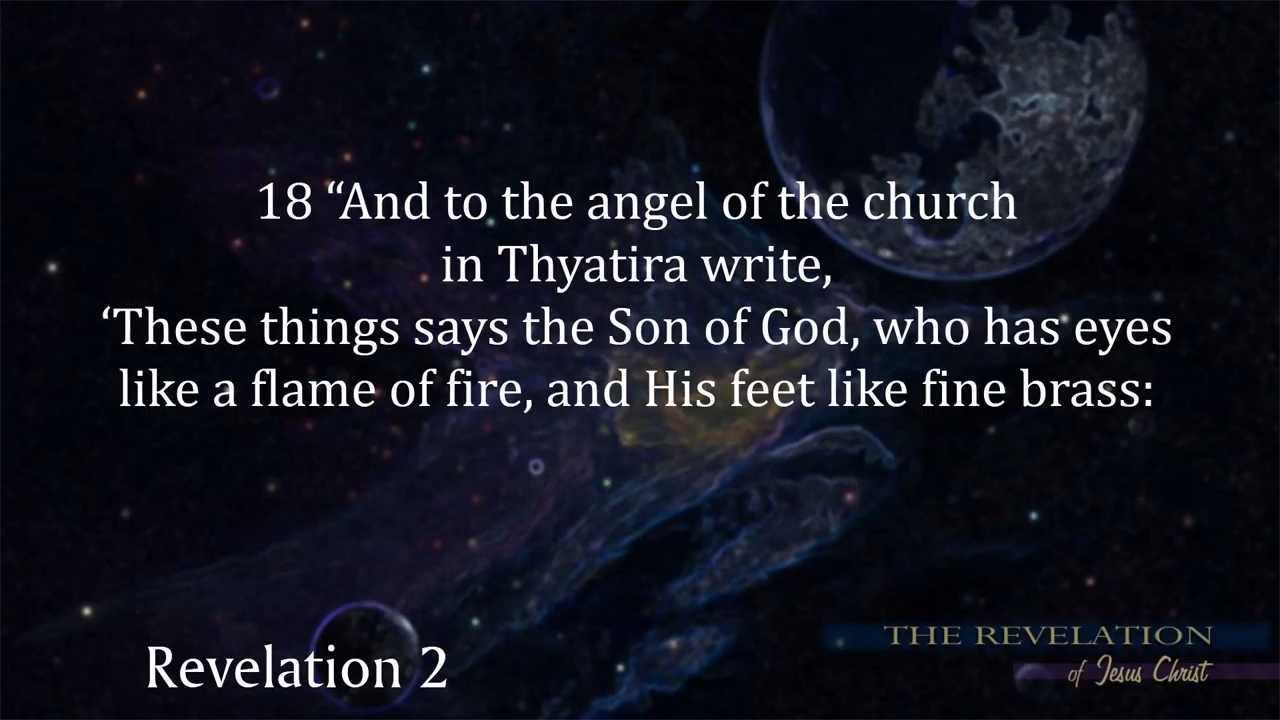 18 “And to the angel of the church
in Thyatira write,
‘These things says the Son of God, who has eyes
like a flame of fire, and His feet like fine brass:
Revelation 2
THE REVELATION
of Jesus Christ